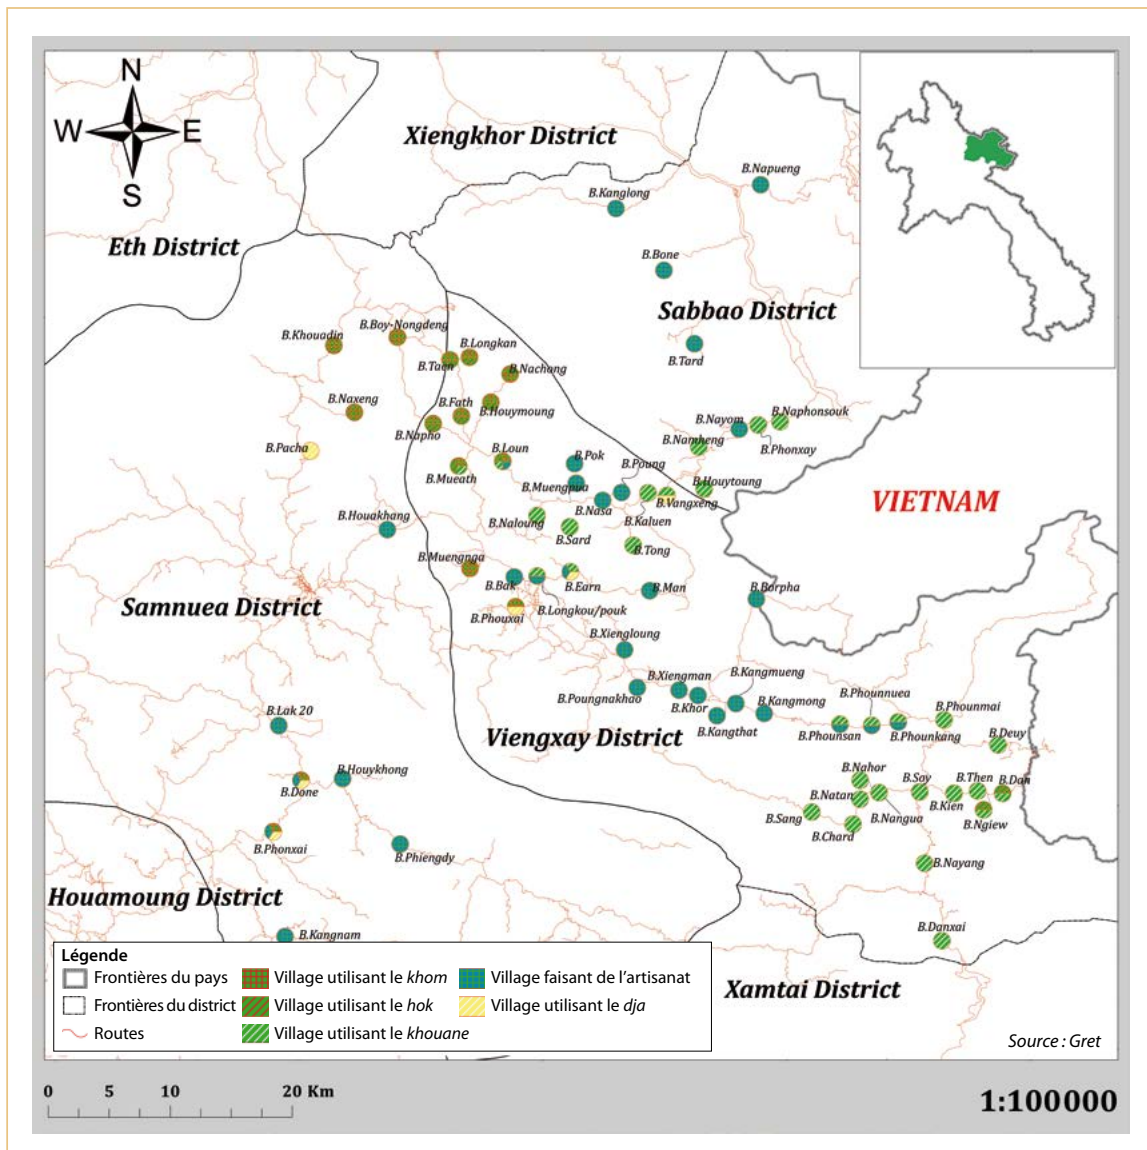 N
W
E
S
Xiengkhor District
Eth District
B.Kanglong
B.Napueng
B.Bone
Sabbao District
B.Tard
B.Khouadin
B.Boy-Nongdeng
B.Longkan
B.Taen
B.Nachang
B.Naxeng
B.Fath
B.Houymoung
B.Napho
B.Nayom
B.Naphonsouk
B.Phonxay
B.Namheng
B.Pacha
B.Loun
B.Mueath
B.Pok
B.Poung
B.Muengpua
B.Houytoung
B.Vangxeng
B.Nasa
B.Kaluen
VIETNAM
B.Houakhang
B.Naloung
B.Sard
B.Tong
B.Muengnga
B.Bak
B.Earn
B.Man
B.Borpha
Samnuea District
B.Phouxai
B.Longkou/pouk
B.Xiengloung
B.Xiengman
B.Kangmueng
B.Poungnakhao
B.Khor
B.Kangmong
B.Kangthat
B.Phounnuea
B.Phounmai
B.Phounsan
B.Phounkang
B.Deuy
B.Lak 20
Viengxay District
B.Houykhong
B.Done
B.Nahor
B.Soy
B.Then
B.Dan
B.Natan
B.Nangua
B.Kien
B.Ngiew
B.Sang
B.Chard
B.Phonxai
B.Phiengdy
B.Nayang
Houamoung District
B.Kangnam
B.Danxai
Xamtai District
Légende
Frontières du pays
Village utilisant le khom
Village faisant de l'artisanat
Frontières du district
Village utilisant le hok
Village utilisant le dja
Routes
Village utilisant le khouane
Source : Gret
0 5 10 20 Km
1:100000